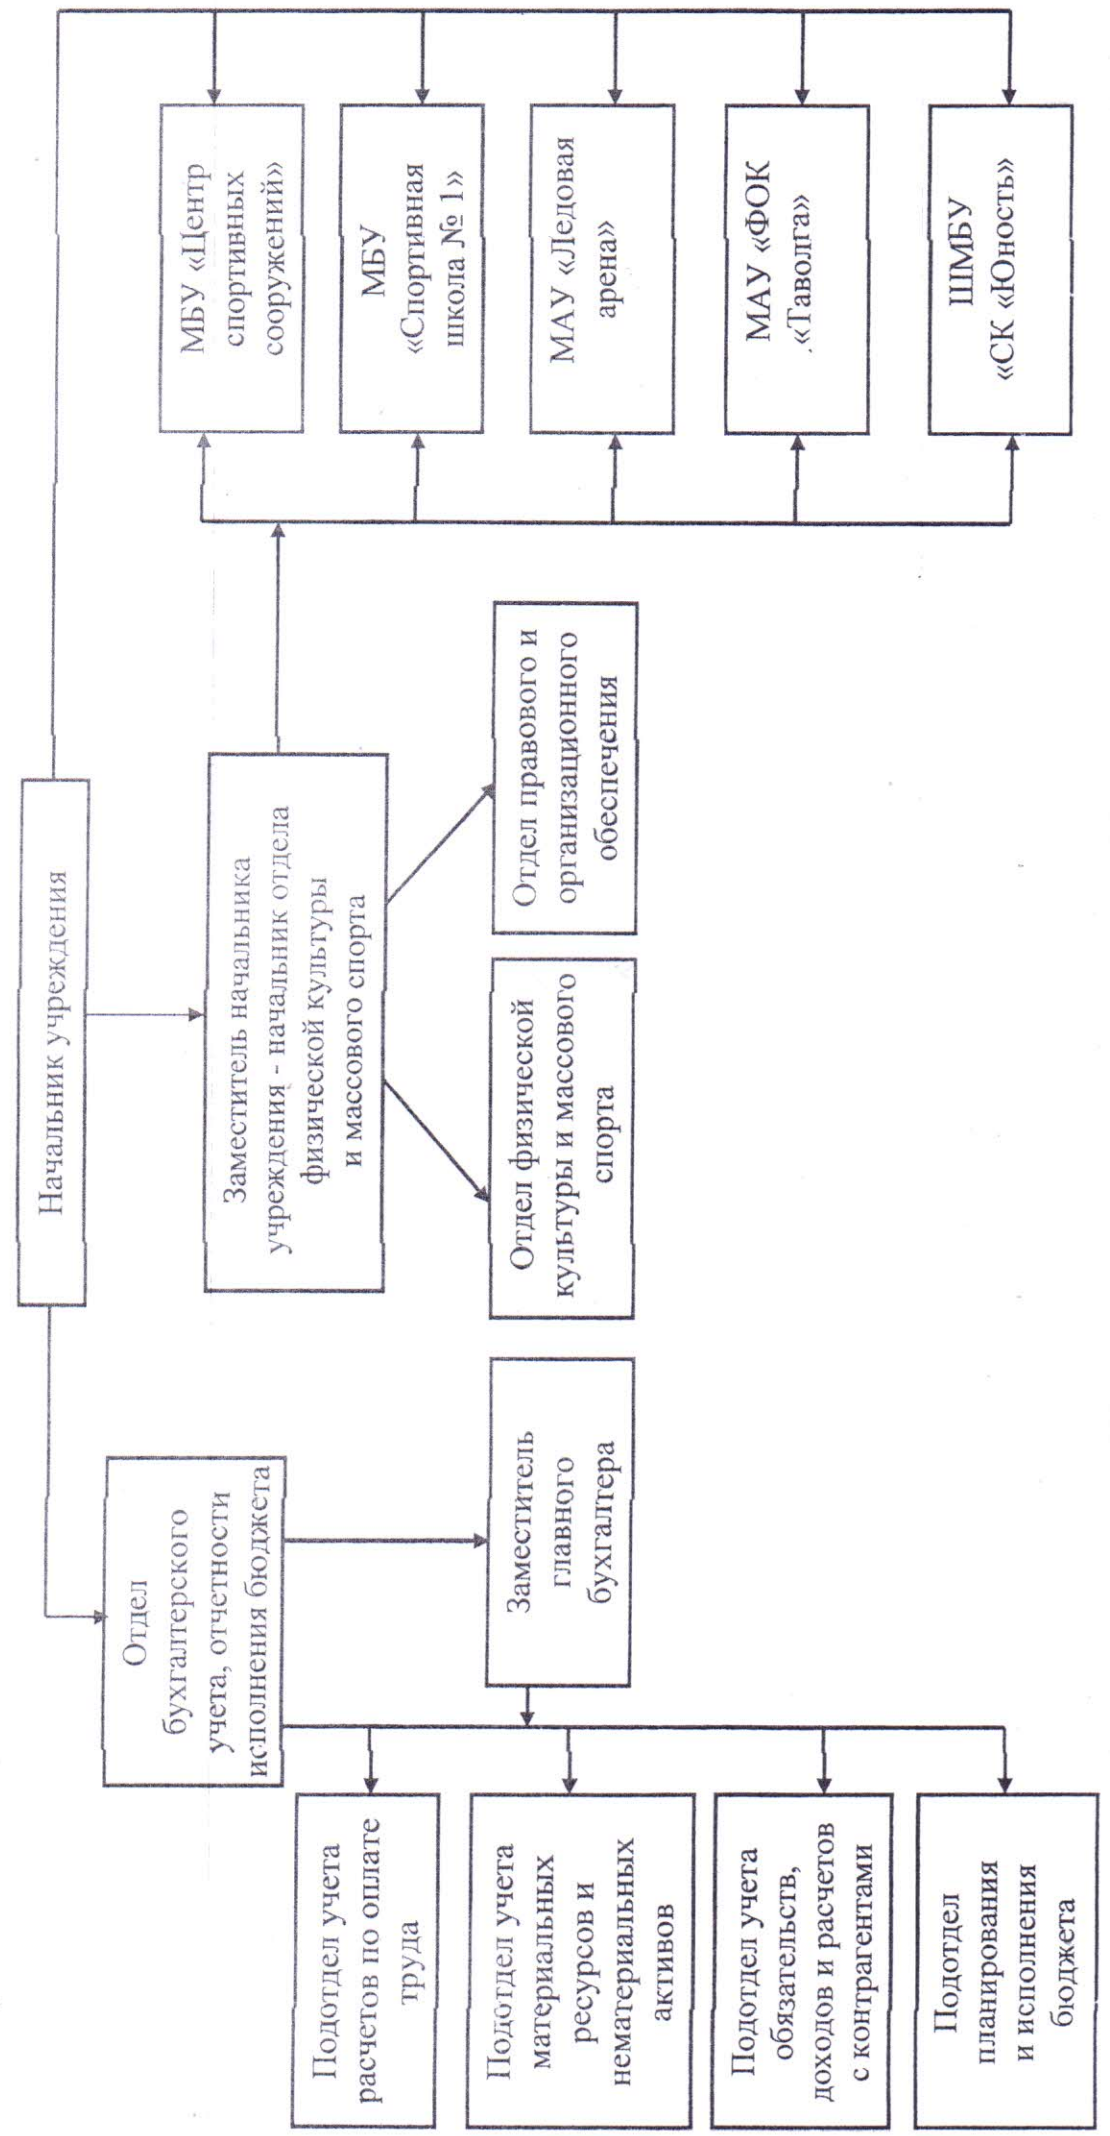 Начальник учреждения
Отдел
бухгалтерского
учета, отчетности
исполнения бюджета
Заместитель начальника
учреждения - начальник отдела
физической культуры
и массового спорта
МБУ «Центр
спортивных
сооружений»
МБУ
«Спортивная
школа № 1»
МАУ «Ледовая
арена»
МАУ «ФОК
«Таволга»
ШМБУ
«СК «Юность»
Подотдел учета
расчетов по оплате
труда
Подотдел учета
материальных
ресурсов и
нематериальных
активов
Подотдел учета
обязательств,
доходов и расчетов
с контрагентами
Подотдел
планирования
и исполнения
бюджета
Заместитель
главного
бухгалтера
Отдел физической
культуры и массового
спорта
Отдел правового и
организационного
обеспечения